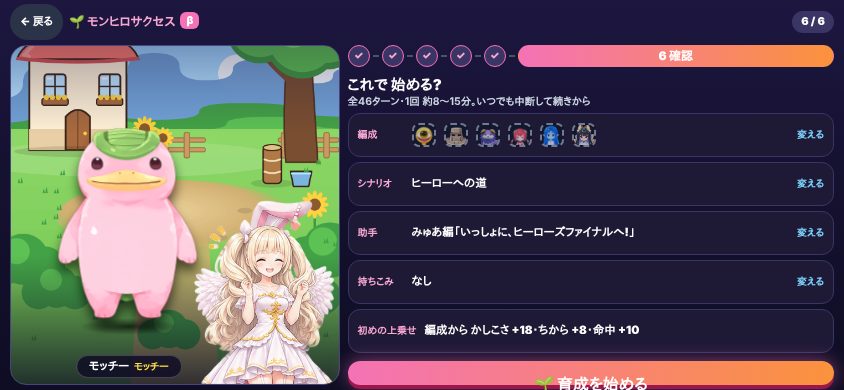 ← 戻る 🌱 モンヒロサクセス β 6 / 6
6 確認
これで 始める?
全46ターン・1回 約8〜15分。いつでも中断して続きから
編成 変える
シナリオ ヒーローへの道 変える
助手 みゅあ編「いっしょに、ヒーローズファイナルへ!」 変える
持ちこみ なし 変える
初めの上乗せ 編成から かしこさ +18・ちから +8・命中 +10
🌱 育成を始める
モッチー モッチー